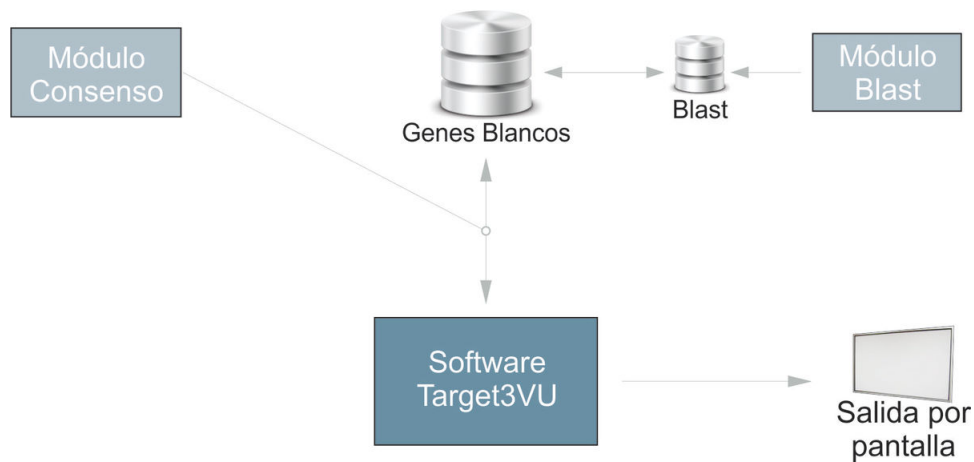 Módulo
Consenso
Genes Blancos
Blast
Módulo
Blast
Software
Target3VU
Salida por
pantalla